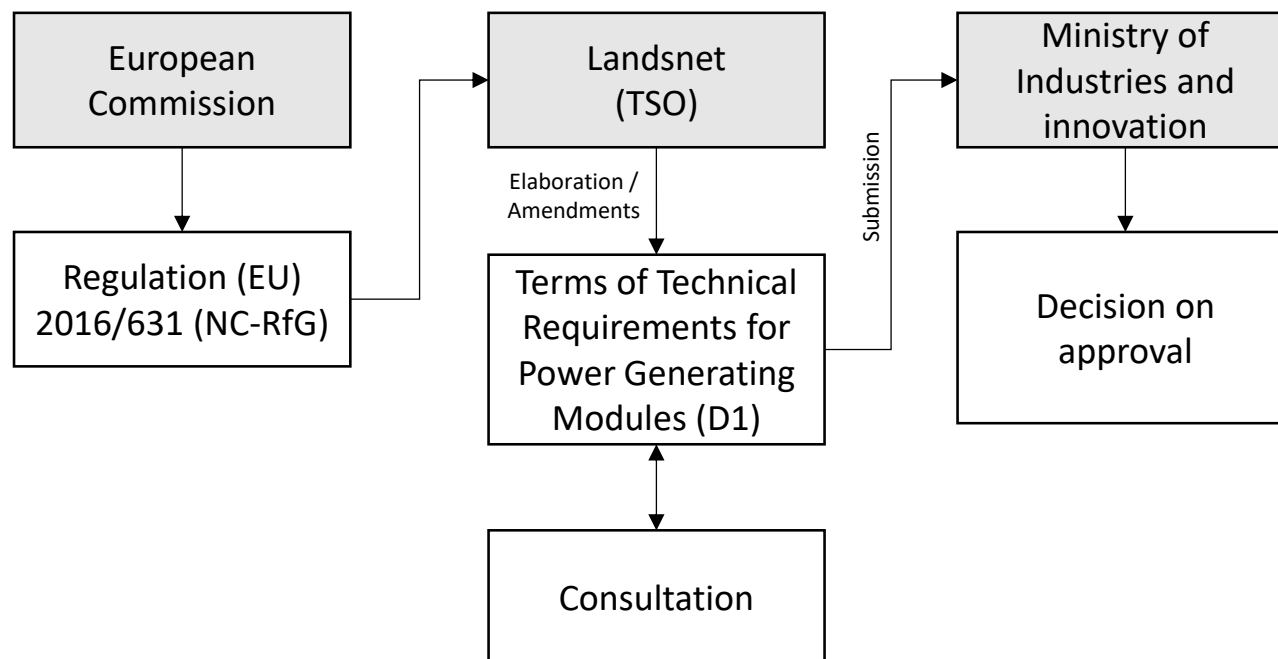 European
Commission
Landsnet
(TSO)
Ministry of
Industries and
innovation
Elaboration /
Amendments
Submission
Regulation (EU)
2016/631 (NC-RfG)
Terms of Technical
Requirements for
Power Generating
Modules (D1)
Decision on
approval
Consultation